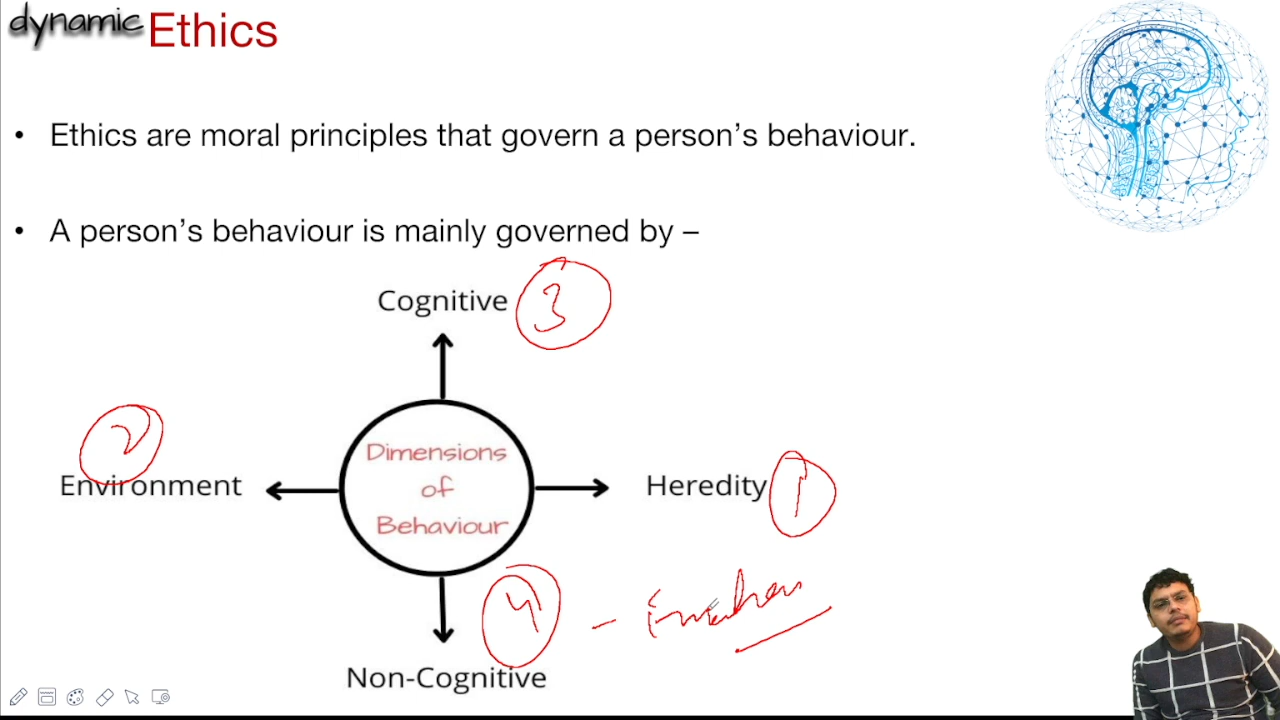 dynamic Ethics
• Ethics are moral principles that govern a person's behaviour.
• A person's behaviour is mainly governed by –
Cognitive 3
2
Environment
Dimensions
of
Behaviour
Heredity 1
4 -
Non-Cognitive